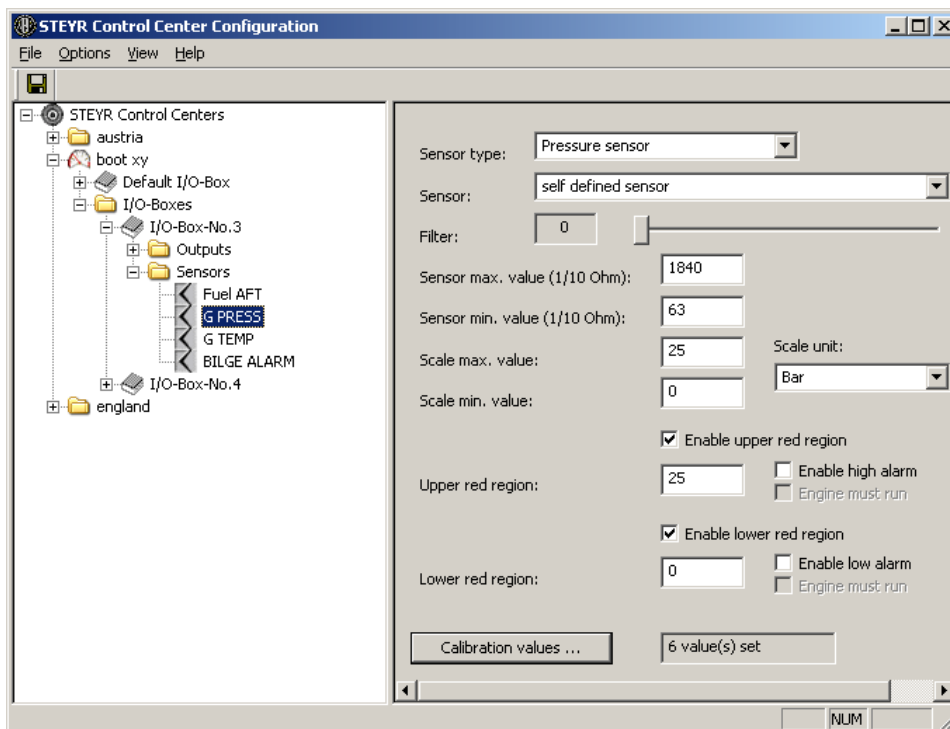 STEYR Control Center Configuration
File Options View Help
STEYR Control Centers
austria
boot xy
Default I/O-Box
I/O-Boxes
I/O-Box-No.3
Outputs
Sensors
Fuel AFT
G PRESS
G TEMP
BILGE ALARM
I/O-Box-No.4
england
Sensor type: Pressure sensor
Sensor: self defined sensor
Filter: 0
Sensor max. value (1/10 Ohm): 1840
Sensor min. value (1/10 Ohm): 63
Scale max. value: 25 Scale unit:
Bar
Scale min. value: 0
Enable upper red region
Upper red region: 25 Enable high alarm
Engine must run
Enable lower red region
Lower red region: 0 Enable low alarm
Engine must run
Calibration values ... 6 value(s) set
NUM